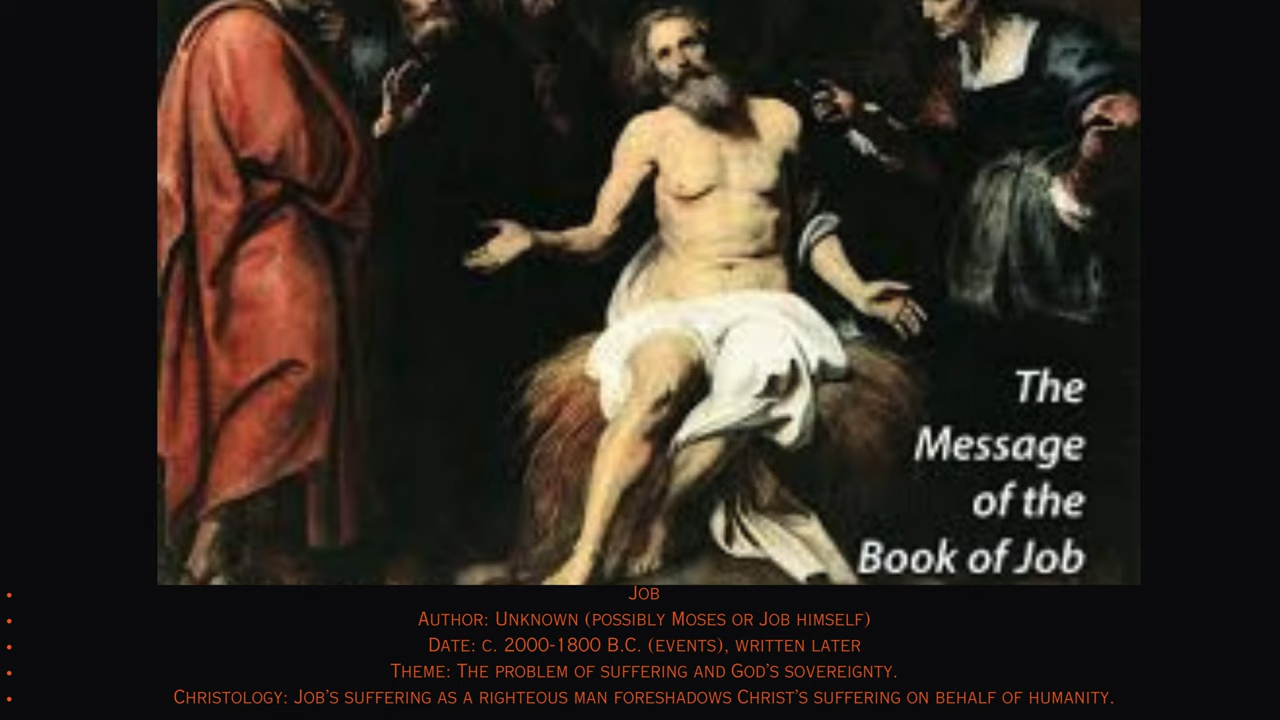 The
Message
of the
Book of Job
Job
Author: Unknown (possibly Moses or Job himself)
Date: c. 2000-1800 B.C. (events), written later
Theme: The problem of suffering and God's sovereignty.
Christology: Job's suffering as a righteous man foreshadows Christ's suffering on behalf of humanity.